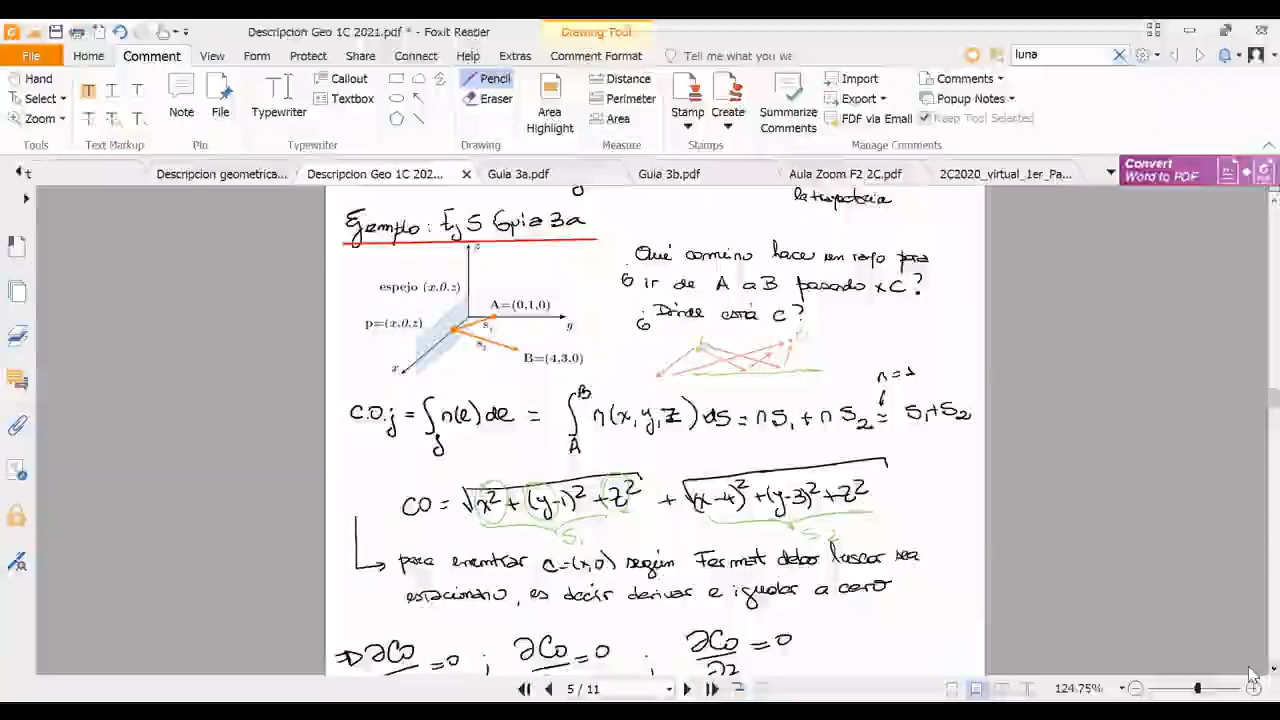 Descripcion Geo 1C 2021.pdf * - Foxit Reader
Drawing Tool
File Home Comment View Form Protect Share Connect Help Extras Comment Format Tell me what you wa luna
Hand
Select
Zoom
Tools
Text Markup
Note
File
Pin
Typewriter
Callout
Textbox
Typewriter
Pencil
Eraser
Drawing
Area Highlight
Distance
Perimeter
Area
Measure
Stamp
Create
Stamps
Summarize Comments
Import
Export
FDF via Email
Comments
Popup Notes
Keep Tool Selected
Manage Comments
t Descripcion geometrica... Descripcion Geo 1C 202... Guia 3a.pdf Guia 3b.pdf Aula Zoom F2 2C.pdf 2C2020_virtual_1er_Pa...
Convert
Word to PDF
la trayectoria
Ejemplo: Ej 5 Guia 3a
z
espejo (x,0,z)
A=(0,1,0)
p=(x,0,z)
s1
y
s2
B=(4,3,0)
x
¿Qué camino hace un rayo para
ir de A a B pasando x C?
¿Dónde está C?
n=1
C.O.j = ∫ n(l) dl = ∫_A^B n(x,y,z) ds = n S1 + n S2 = S1+S2
CO = √(x² + (y-1)² + z²) + √((x-4)² + (y-3)² + z²)
S1 S2
para encontrar C=(x,0) según Fermat debo buscar sea
estacionario, es decir derivar e igualar a cero
⇒ ∂CO =0 ; ∂CO =0 ; ∂CO/∂z =0
5 / 11
124.75%